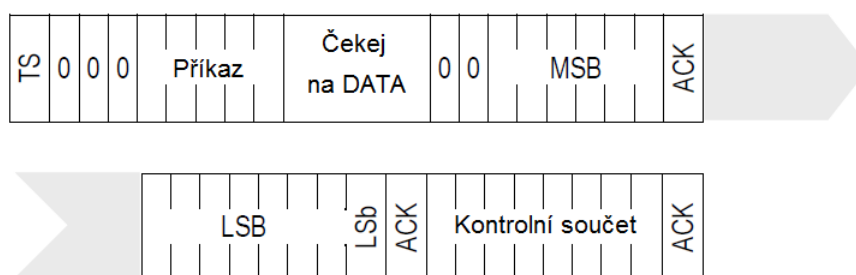 TS 0 0 0 Příkaz Čekej na DATA 0 0 MSB ACK
LSB LSb ACK Kontrolní součet ACK